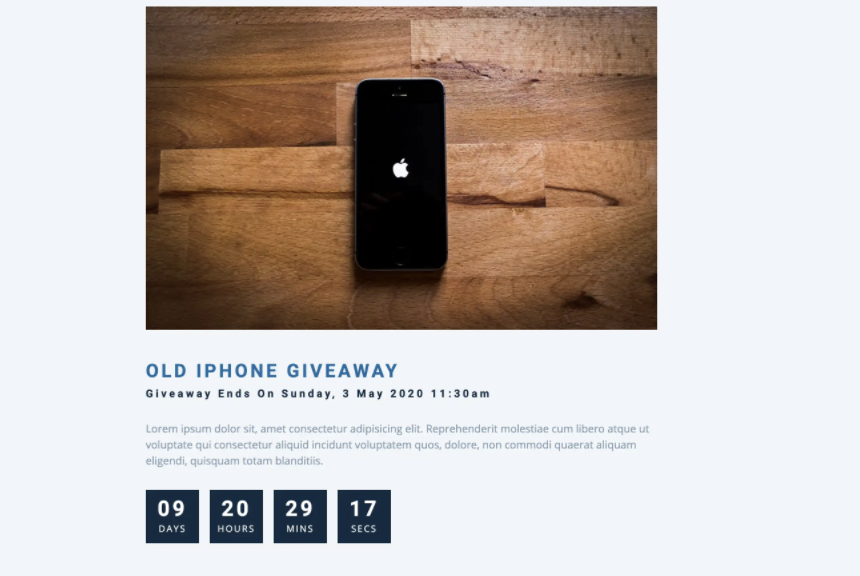 OLD IPHONE GIVEAWAY
Giveaway Ends On Sunday, 3 May 2020 11:30am
Lorem ipsum dolor sit, amet consectetur adipisicing elit. Reprehenderit molestiae cum libero atque ut
voluptate qui consectetur aliquid incidunt voluptatem quos, dolore, non commodi quaerat aliquam
eligendi, quisquam totam blanditiis.
09 20 29 17
DAYS HOURS MINS SECS